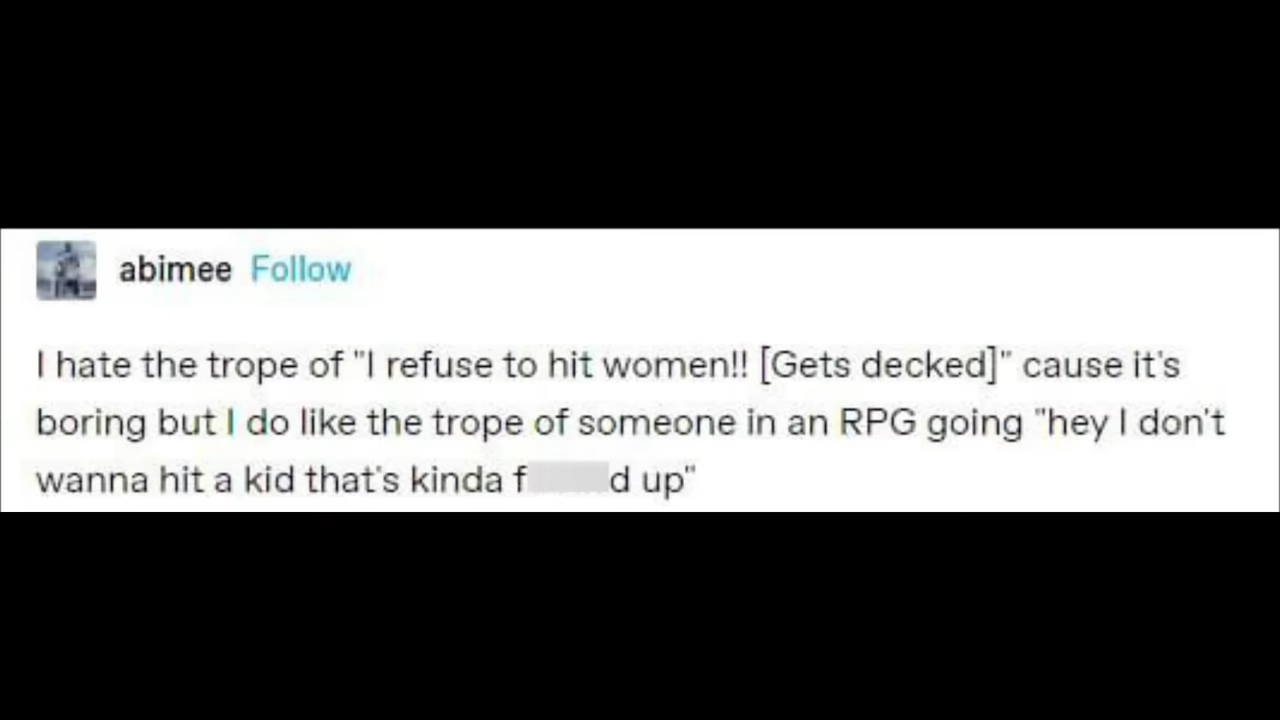 abimee Follow
I hate the trope of "I refuse to hit women!! [Gets decked]" cause it's
boring but I do like the trope of someone in an RPG going "hey I don't
wanna hit a kid that's kinda f d up"